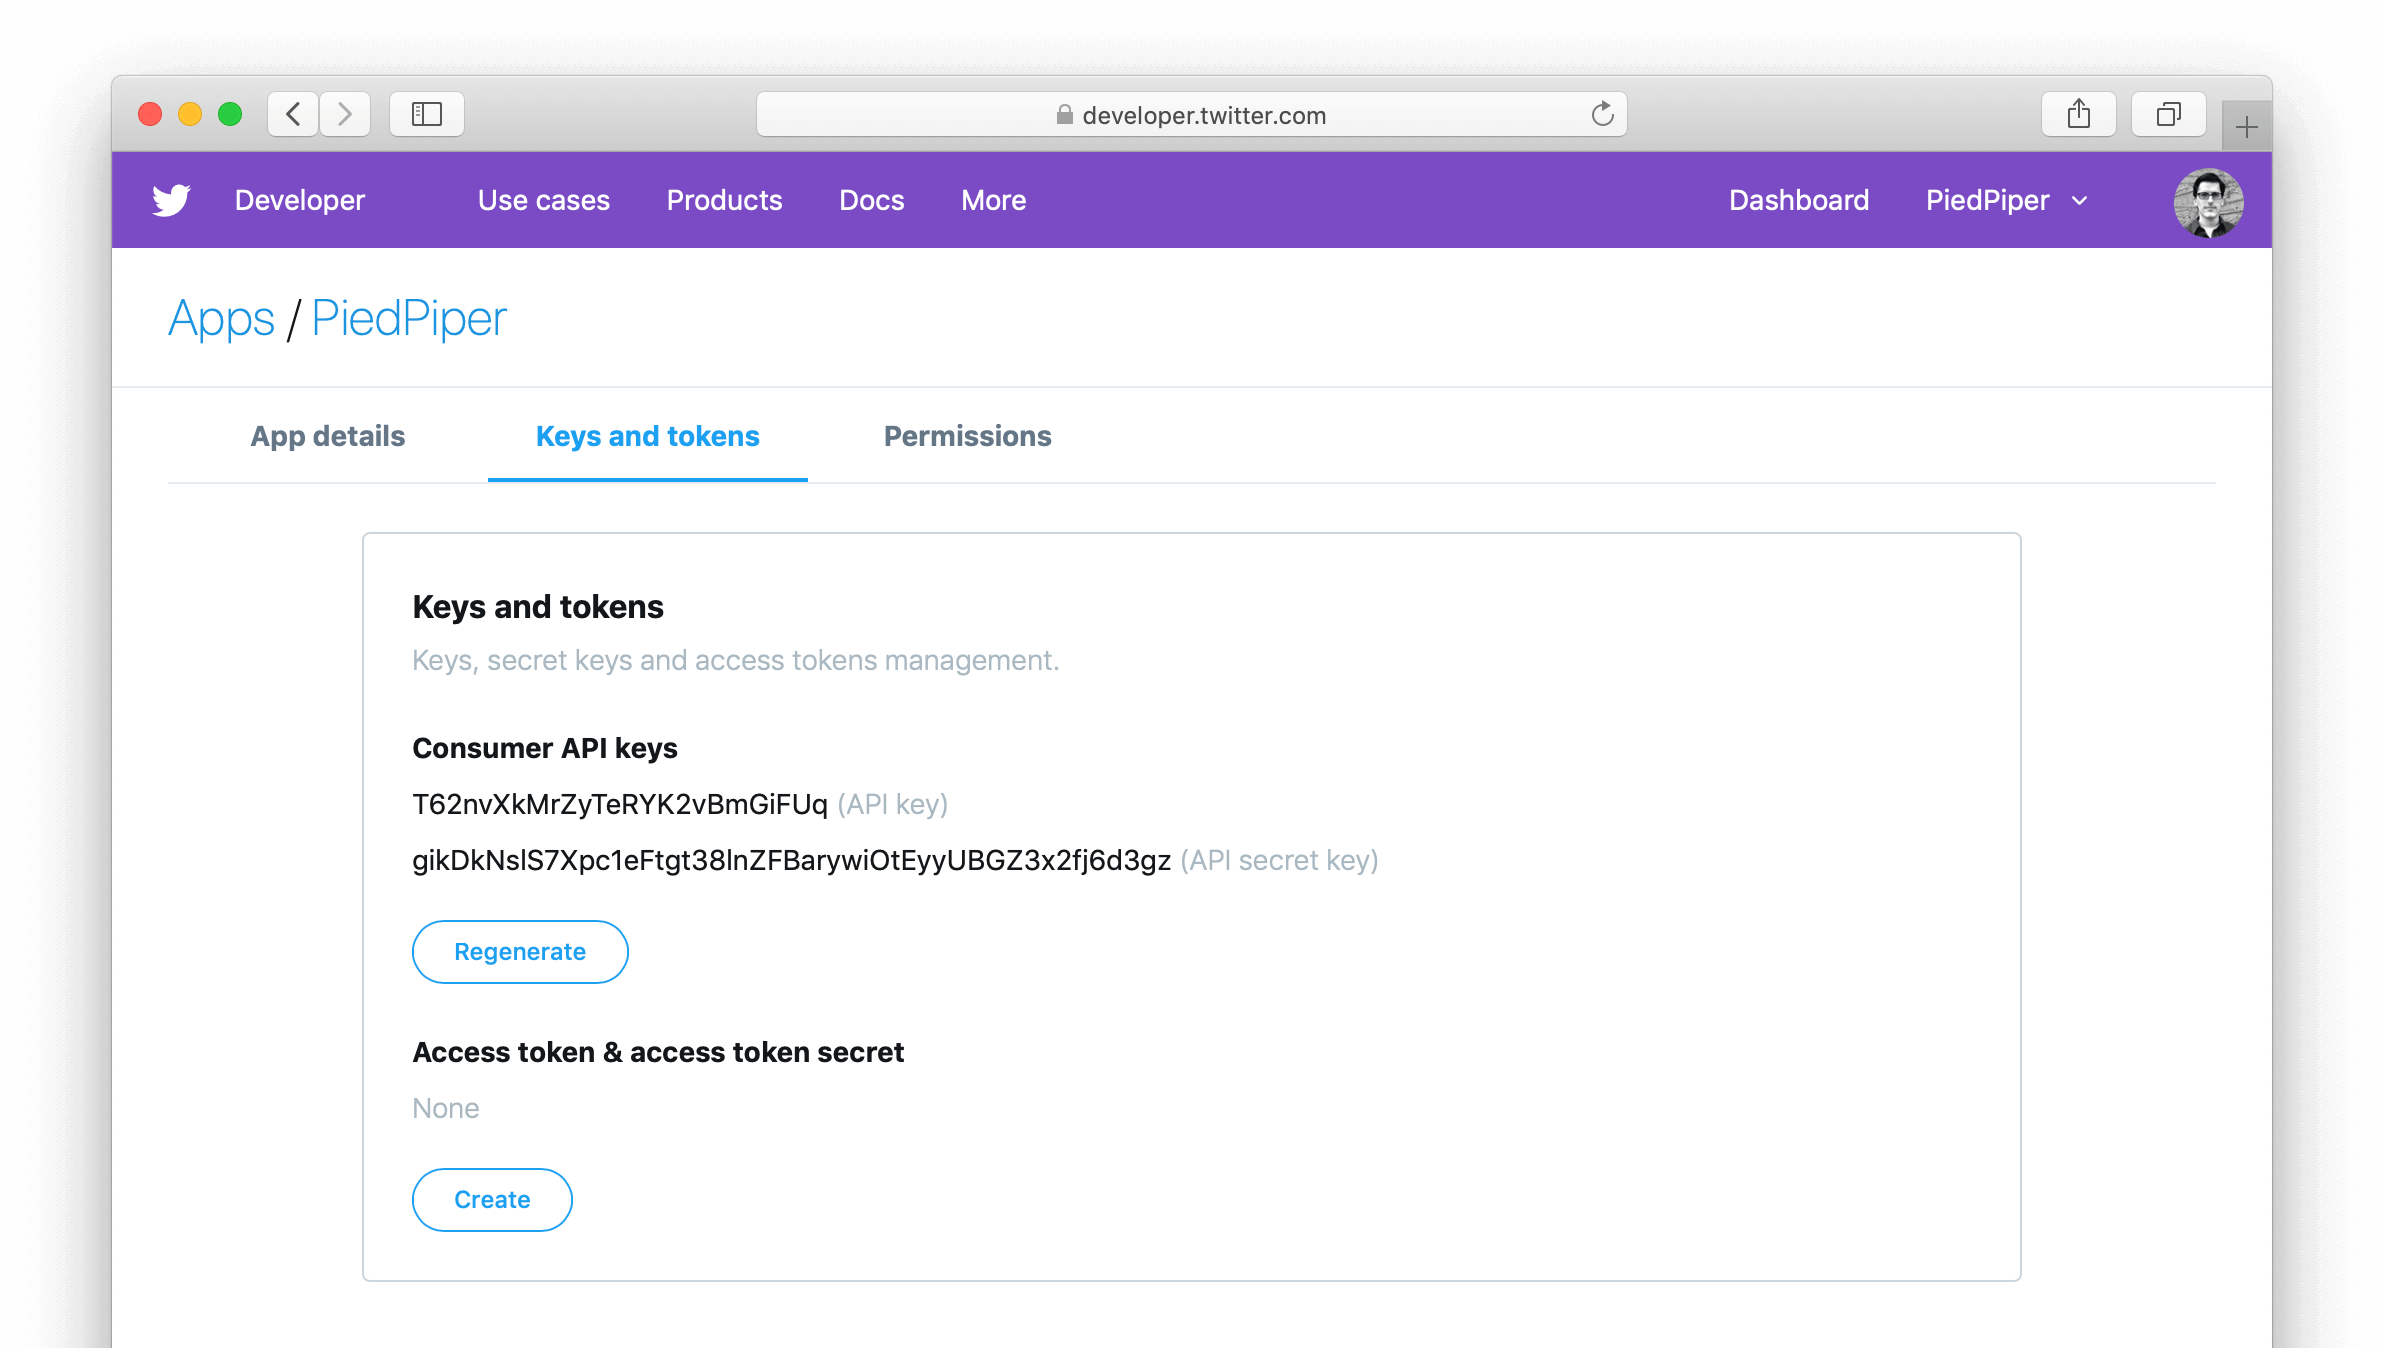 developer.twitter.com
Developer Use cases Products Docs More Dashboard PiedPiper
Apps / PiedPiper
App details Keys and tokens Permissions
Keys and tokens
Keys, secret keys and access tokens management.
Consumer API keys
T62nvXkMrZyTeRYK2vBmGiFUq (API key)
gikDkNslS7Xpc1eFtgt38lnZFBarywiOtEyyUBGZ3x2fj6d3gz (API secret key)
Regenerate
Access token & access token secret
None
Create